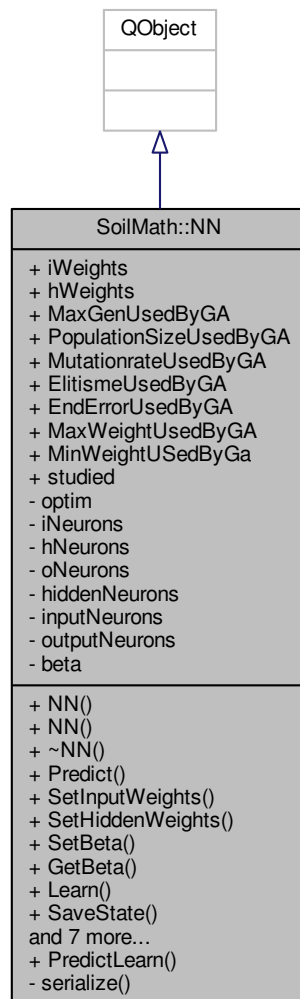 QObject
SoilMath::NN
+ iWeights
+ hWeights
+ MaxGenUsedByGA
+ PopulationSizeUsedByGA
+ MutationrateUsedByGA
+ ElitismeUsedByGA
+ EndErrorUsedByGA
+ MaxWeightUsedByGA
+ MinWeightUSedByGa
+ studied
- optim
- iNeurons
- hNeurons
- oNeurons
- hiddenNeurons
- inputNeurons
- outputNeurons
- beta
+ NN()
+ NN()
+ ~NN()
+ Predict()
+ SetInputWeights()
+ SetHiddenWeights()
+ SetBeta()
+ GetBeta()
+ Learn()
+ SaveState()
and 7 more...
+ PredictLearn()
- serialize()